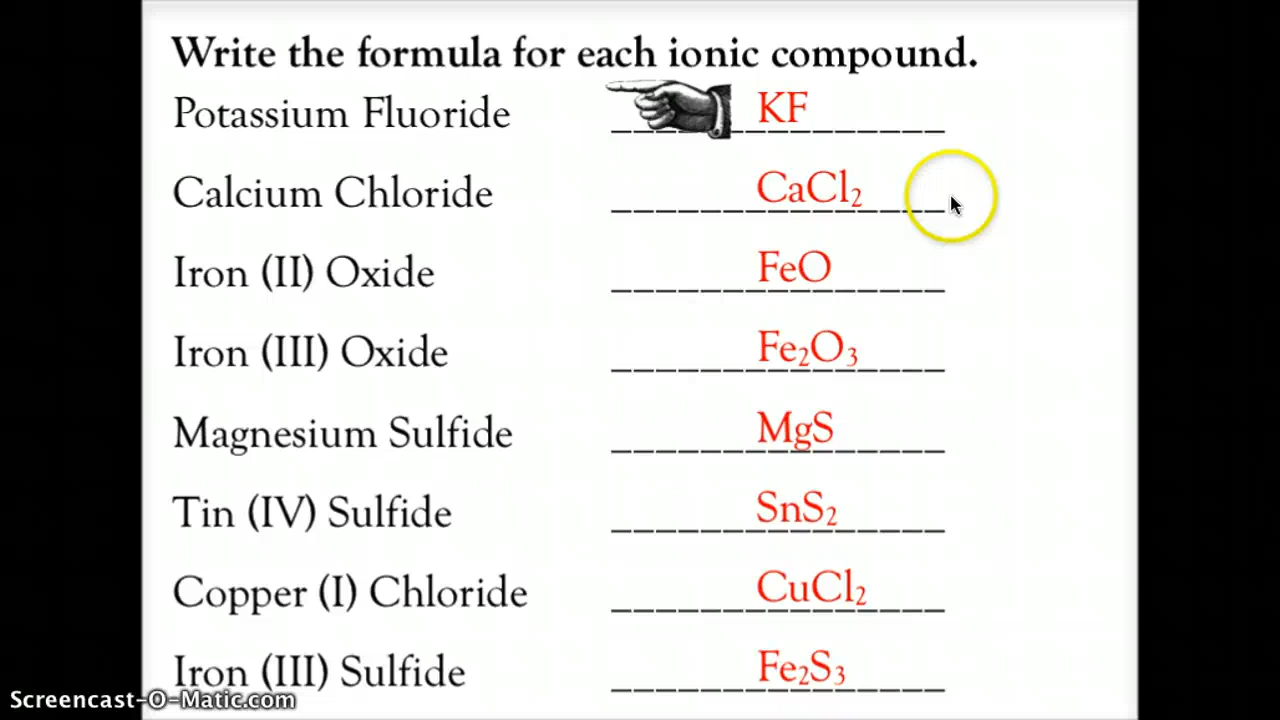 Write the formula for each ionic compound.
Potassium Fluoride KF
Calcium Chloride CaCl₂
Iron (II) Oxide FeO
Iron (III) Oxide Fe₂O₃
Magnesium Sulfide MgS
Tin (IV) Sulfide SnS₂
Copper (I) Chloride CuCl₂
Iron (III) Sulfide Fe₂S₃
Screencast-O-Matic.com